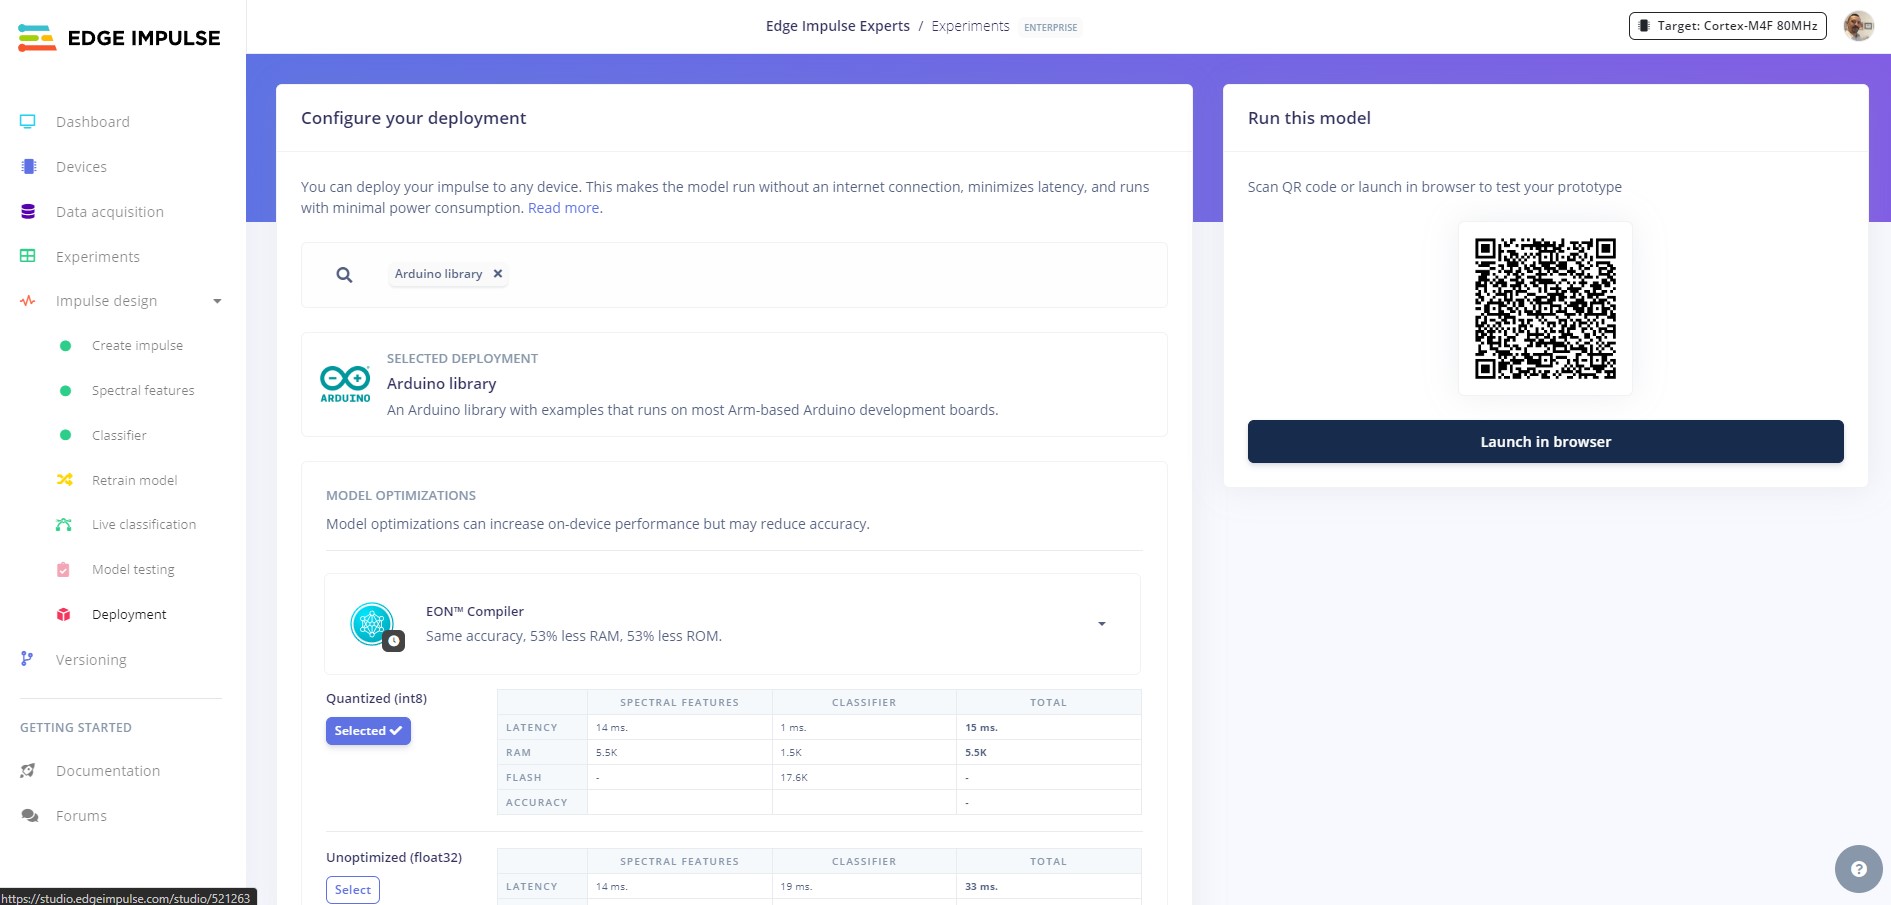 EDGE IMPULSE
Edge Impulse Experts / Experiments ENTERPRISE
Target: Cortex-M4F 80MHz
Dashboard
Devices
Data acquisition
Experiments
Impulse design
Create impulse
Spectral features
Classifier
Retrain model
Live classification
Model testing
Deployment
Versioning
GETTING STARTED
Documentation
Forums
https://studio.edgeimpulse.com/studio/521263
Configure your deployment
You can deploy your impulse to any device. This makes the model run without an internet connection, minimizes latency, and runs
with minimal power consumption. Read more.
Arduino library ×
ARDUINO
SELECTED DEPLOYMENT
Arduino library
An Arduino library with examples that runs on most Arm-based Arduino development boards.
MODEL OPTIMIZATIONS
Model optimizations can increase on-device performance but may reduce accuracy.
EON™ Compiler
Same accuracy, 53% less RAM, 53% less ROM.
Quantized (int8)
Selected ✓
SPECTRAL FEATURES CLASSIFIER TOTAL
LATENCY 14 ms. 1 ms. 15 ms.
RAM 5.5K 1.5K 5.5K
FLASH - 17.6K -
ACCURACY -
Unoptimized (float32)
Select
SPECTRAL FEATURES CLASSIFIER TOTAL
LATENCY 14 ms. 19 ms. 33 ms.
Run this model
Scan QR code or launch in browser to test your prototype
Launch in browser
?